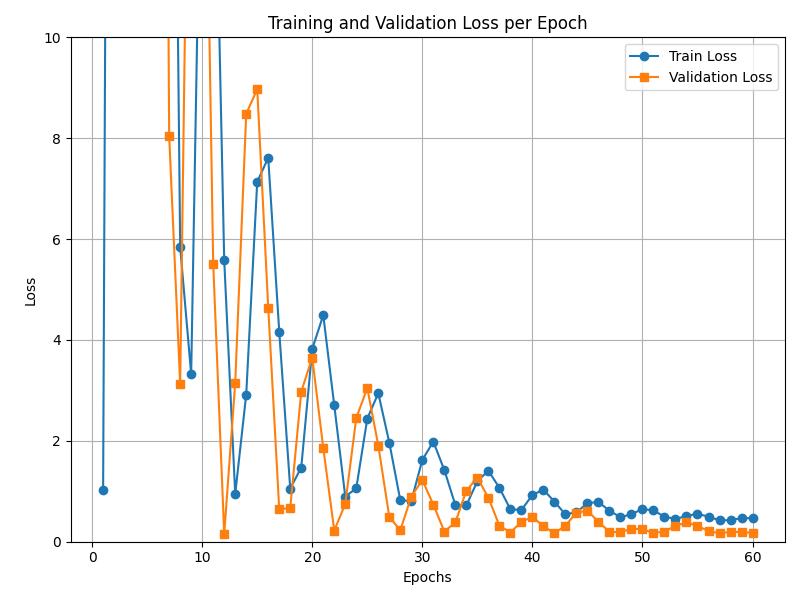 Training and Validation Loss per Epoch
Train Loss
Validation Loss
10
8
6
4
2
0
Loss
0 10 20 30 40 50 60
Epochs